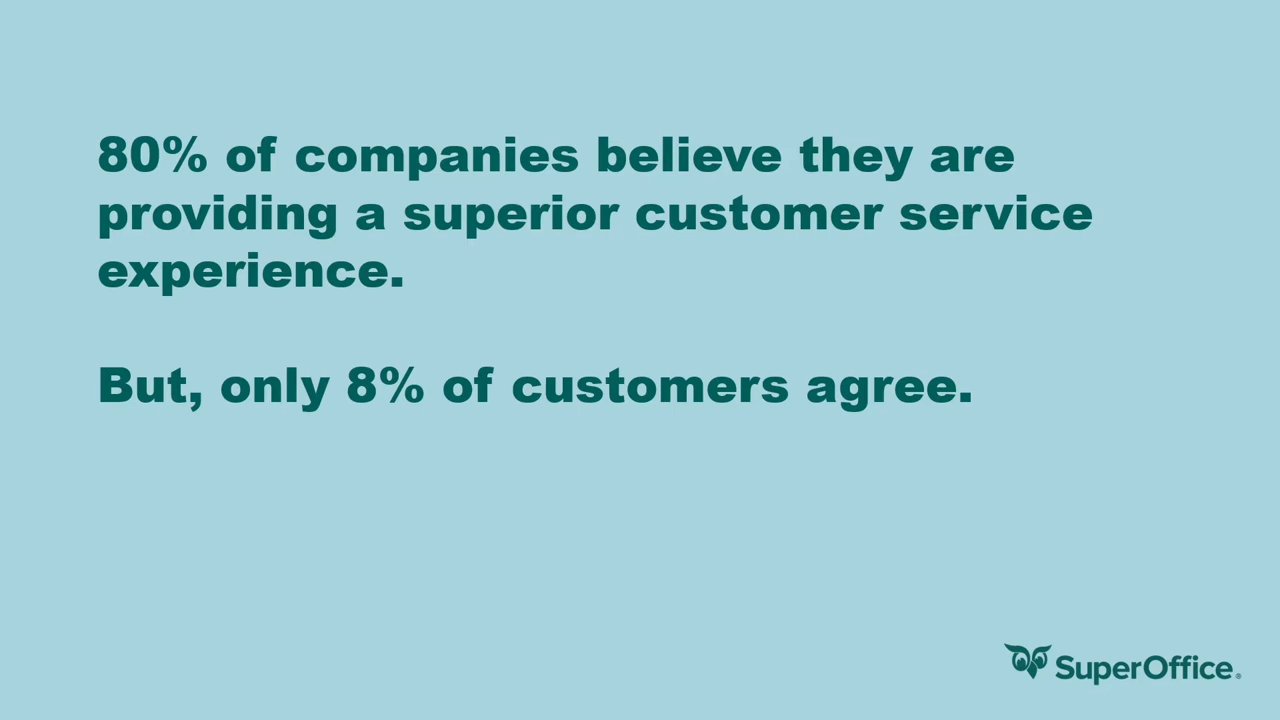 80% of companies believe they are
providing a superior customer service
experience.
But, only 8% of customers agree.
SuperOffice®